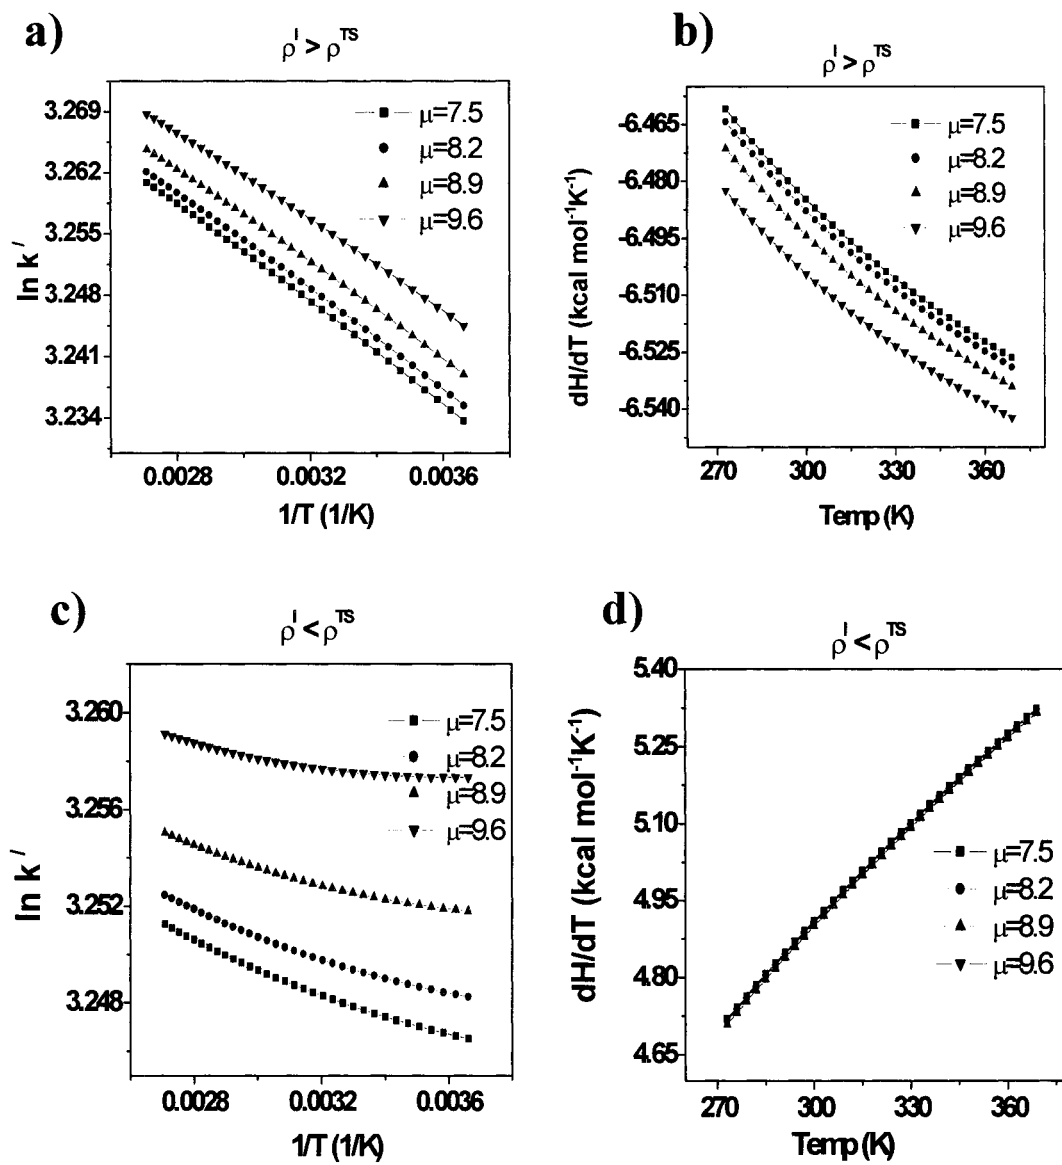 a)
ρᴵ > ρᵀˢ
ln k′
3.269
3.262
3.255
3.248
3.241
3.234
μ=7.5
μ=8.2
μ=8.9
μ=9.6
0.0028 0.0032 0.0036
1/T (1/K)
b)
ρᴵ > ρᵀˢ
dH/dT (kcal mol⁻¹K⁻¹)
-6.465
-6.480
-6.495
-6.510
-6.525
-6.540
μ=7.5
μ=8.2
μ=8.9
μ=9.6
270 300 330 360
Temp (K)
c)
ρᴵ < ρᵀˢ
ln k′
3.260
3.256
3.252
3.248
μ=7.5
μ=8.2
μ=8.9
μ=9.6
0.0028 0.0032 0.0036
1/T (1/K)
d)
ρᴵ < ρᵀˢ
dH/dT (kcal mol⁻¹K⁻¹)
5.40
5.25
5.10
4.95
4.80
4.65
μ=7.5
μ=8.2
μ=8.9
μ=9.6
270 300 330 360
Temp (K)